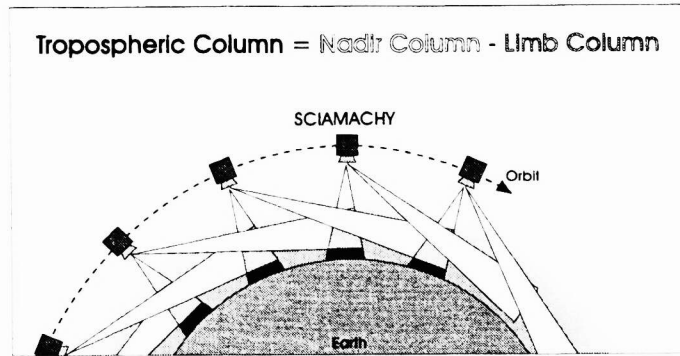 Tropospheric Column = Nadir Column - Limb Column
SCIAMACHY
Orbit
Earth